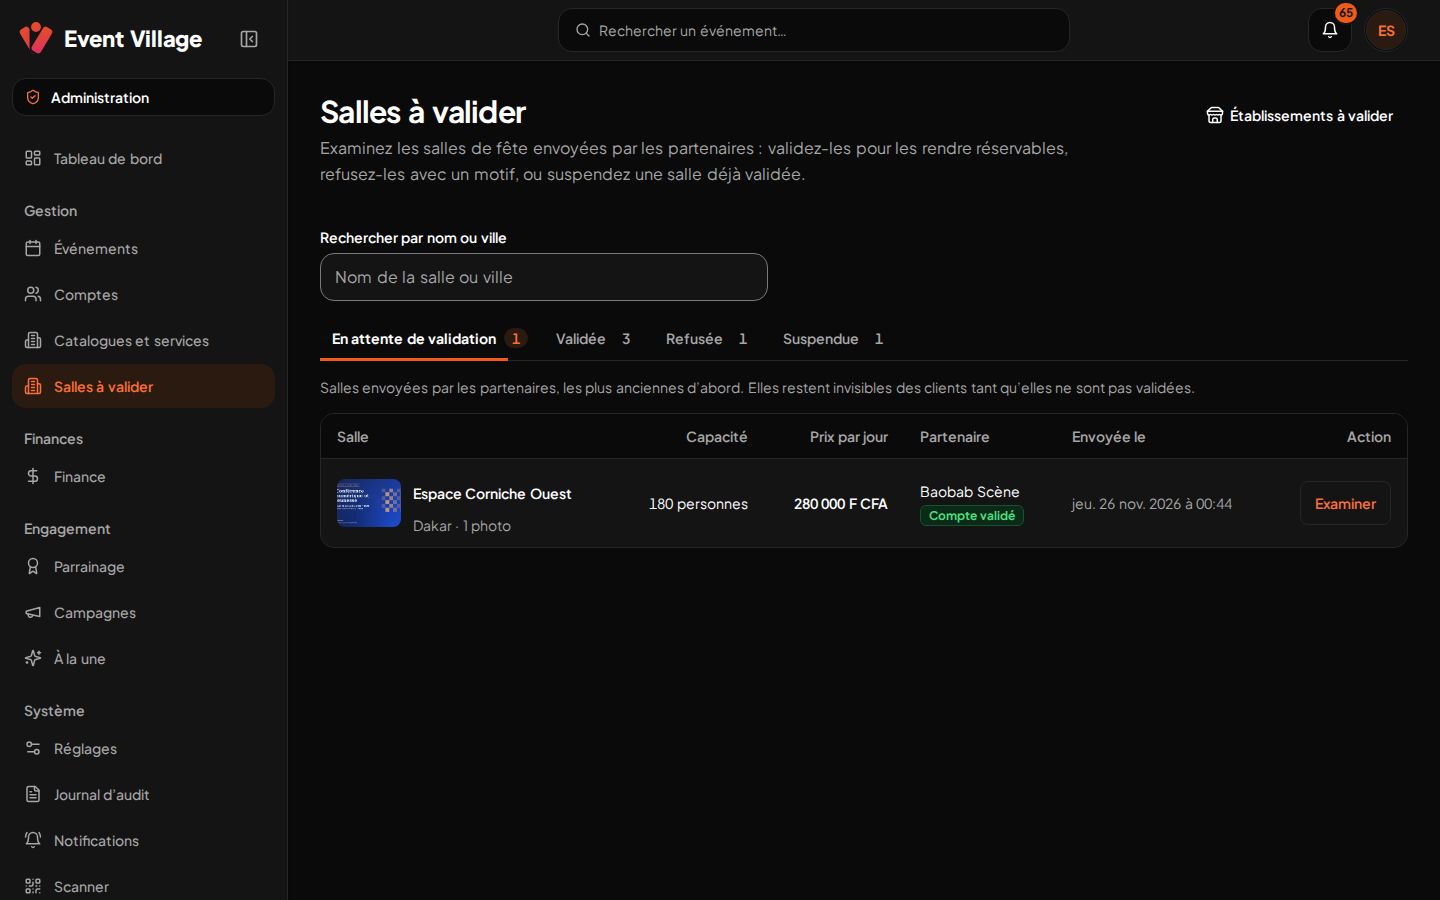 Event Village
Rechercher un événement…
65
ES
Administration
Tableau de bord
Gestion
Événements
Comptes
Catalogues et services
Salles à valider
Finances
Finance
Engagement
Parrainage
Campagnes
À la une
Système
Réglages
Journal d’audit
Notifications
Scanner
Salles à valider
Établissements à valider
Examinez les salles de fête envoyées par les partenaires : validez-les pour les rendre réservables,
refusez-les avec un motif, ou suspendez une salle déjà validée.
Rechercher par nom ou ville
Nom de la salle ou ville
En attente de validation 1 Validée 3 Refusée 1 Suspendue 1
Salles envoyées par les partenaires, les plus anciennes d’abord. Elles restent invisibles des clients tant qu’elles ne sont pas validées.
Salle Capacité Prix par jour Partenaire Envoyée le Action
Espace Corniche Ouest
Dakar · 1 photo
180 personnes
280 000 F CFA
Baobab Scène
Compte validé
jeu. 26 nov. 2026 à 00:44
Examiner